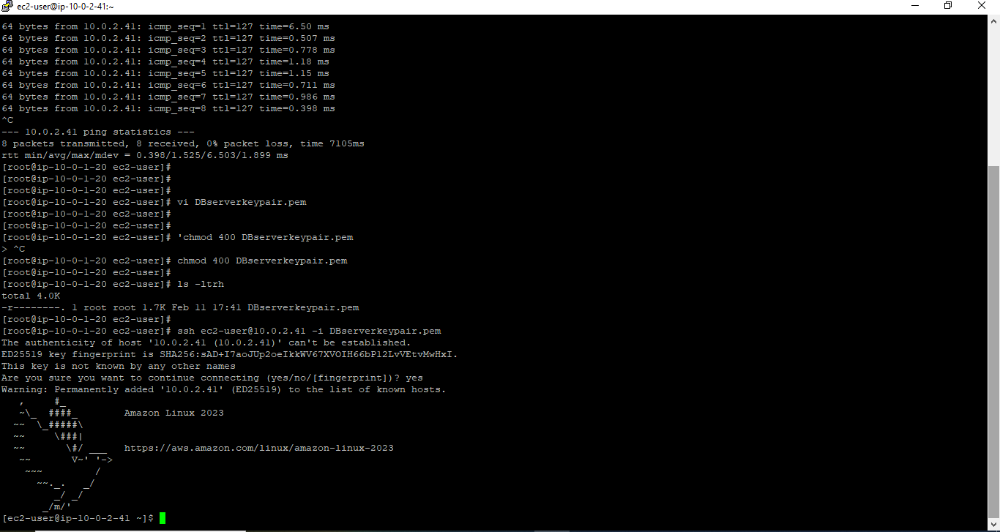 ec2-user@ip-10-0-2-41:~
64 bytes from 10.0.2.41: icmp_seq=1 ttl=127 time=6.50 ms
64 bytes from 10.0.2.41: icmp_seq=2 ttl=127 time=0.507 ms
64 bytes from 10.0.2.41: icmp_seq=3 ttl=127 time=0.778 ms
64 bytes from 10.0.2.41: icmp_seq=4 ttl=127 time=1.18 ms
64 bytes from 10.0.2.41: icmp_seq=5 ttl=127 time=1.15 ms
64 bytes from 10.0.2.41: icmp_seq=6 ttl=127 time=0.711 ms
64 bytes from 10.0.2.41: icmp_seq=7 ttl=127 time=0.986 ms
64 bytes from 10.0.2.41: icmp_seq=8 ttl=127 time=0.398 ms
^C
--- 10.0.2.41 ping statistics ---
8 packets transmitted, 8 received, 0% packet loss, time 7105ms
rtt min/avg/max/mdev = 0.398/1.525/6.503/1.899 ms
[root@ip-10-0-1-20 ec2-user]#
[root@ip-10-0-1-20 ec2-user]#
[root@ip-10-0-1-20 ec2-user]#
[root@ip-10-0-1-20 ec2-user]# vi DBserverkeypair.pem
[root@ip-10-0-1-20 ec2-user]#
[root@ip-10-0-1-20 ec2-user]#
[root@ip-10-0-1-20 ec2-user]# 'chmod 400 DBserverkeypair.pem
> ^C
[root@ip-10-0-1-20 ec2-user]# chmod 400 DBserverkeypair.pem
[root@ip-10-0-1-20 ec2-user]#
[root@ip-10-0-1-20 ec2-user]# ls -ltrh
total 4.0K
-r--------. 1 root root 1.7K Feb 11 17:41 DBserverkeypair.pem
[root@ip-10-0-1-20 ec2-user]#
[root@ip-10-0-1-20 ec2-user]# ssh ec2-user@10.0.2.41 -i DBserverkeypair.pem
The authenticity of host '10.0.2.41 (10.0.2.41)' can't be established.
ED25519 key fingerprint is SHA256:sAD+I7aoJUp2oeIkkWV67XVOIH66bP12LvVEtvMwHxI.
This key is not known by any other names
Are you sure you want to continue connecting (yes/no/[fingerprint])? yes
Warning: Permanently added '10.0.2.41' (ED25519) to the list of known hosts.
   ,     #_
   ~\_  ####_        Amazon Linux 2023
  ~~  \_#####\
  ~~     \###|
  ~~       \#/ ___   https://aws.amazon.com/linux/amazon-linux-2023
   ~~       V~' '->
    ~~~         /
      ~~._.   _/
         _/ _/
       _/m/'
[ec2-user@ip-10-0-2-41 ~]$